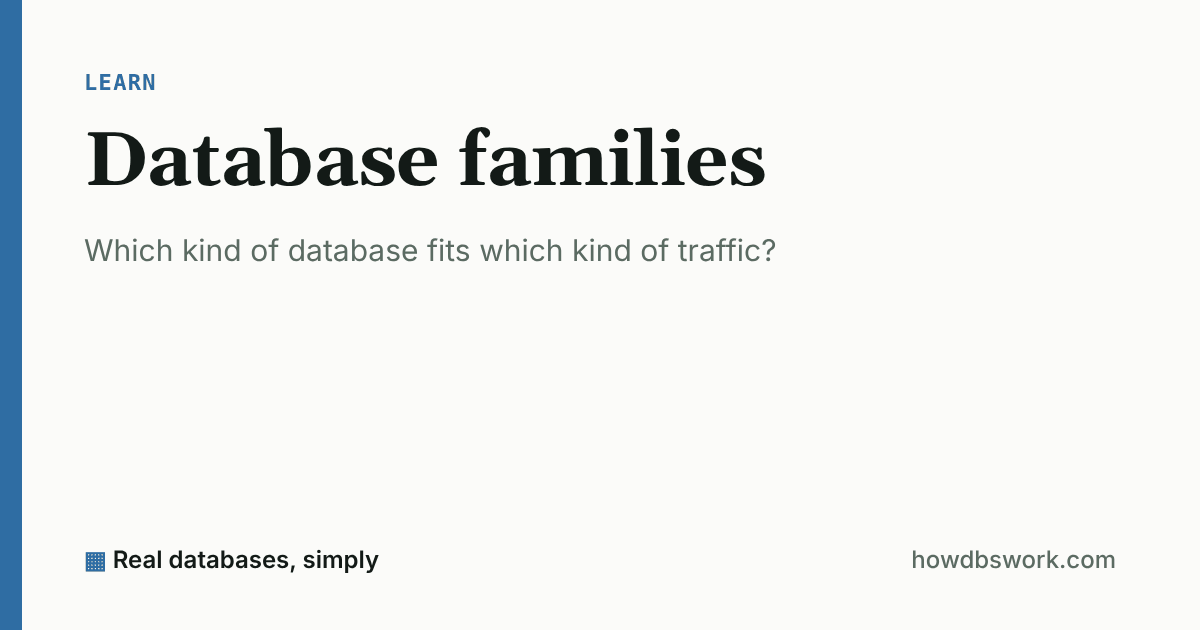 LEARN
Database families
Which kind of database fits which kind of traffic?
Real databases, simply
howdbswork.com